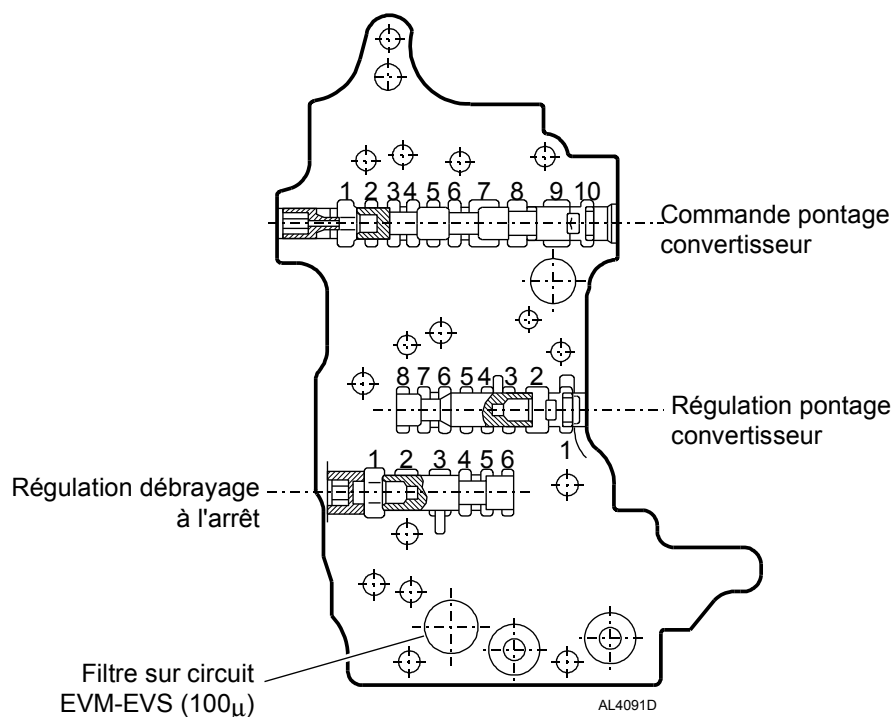 1 2 3 4 5 6 7 8 9 10
Commande pontage
convertisseur
8 7 6 5 4 3 2
1
Régulation pontage
convertisseur
1 2 3 4 5 6
Régulation débrayage
à l'arrêt
Filtre sur circuit
EVM-EVS (100µ)
AL4091D